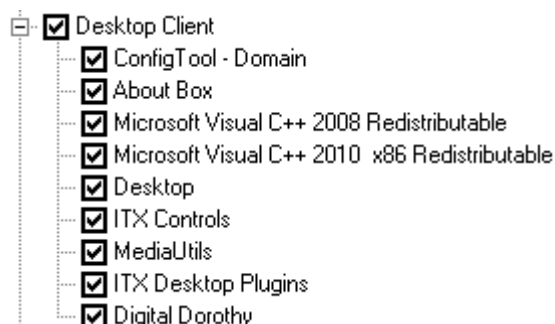 Desktop Client
ConfigTool - Domain
About Box
Microsoft Visual C++ 2008 Redistributable
Microsoft Visual C++ 2010  x86 Redistributable
Desktop
ITX Controls
MediaUtils
ITX Desktop Plugins
Digital Dorothy